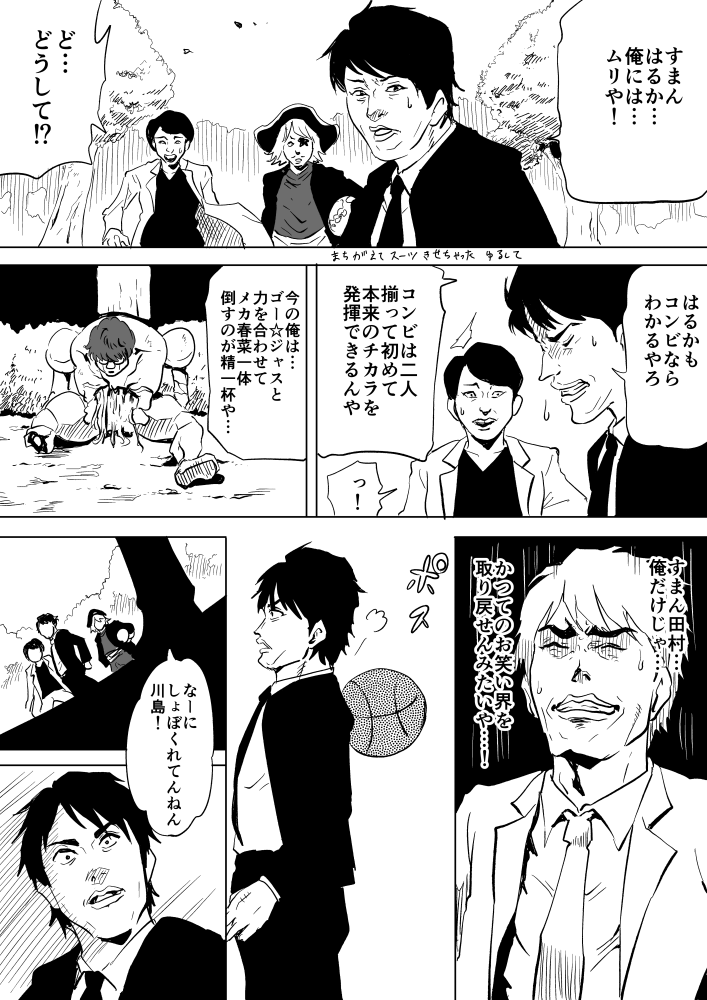 すまん
はるか…
俺には…
ムリや！
ど…
どうして!?
まちがえて スーツ きせちゃった ゆるして
はるかも
コンビなら
わかるやろ
コンビは二人
揃って初めて
本来のチカラを
発揮できるんや
っ！
今の俺は…
ゴー☆ジャスと
力を合わせて
メカ春菜一体
倒すのが精一杯や…
すまん田村…
俺だけじゃ……
かつてのお笑い界を
取り戻せんみたいや……！
ポス
なーに
しょぼくれてんねん
川島！